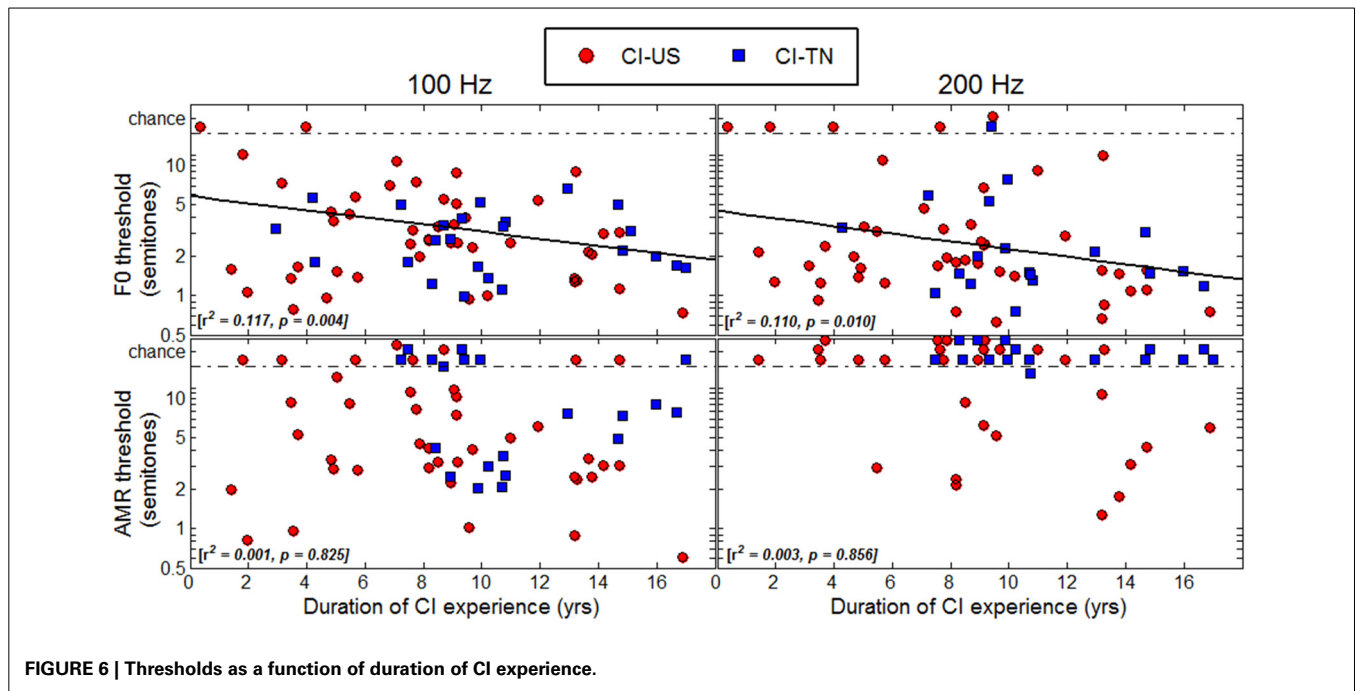 CI-US CI-TN
100 Hz 200 Hz
chance
10
5
2
1
0.5
F0 threshold
(semitones)
[r² = 0.117, p = 0.004] [r² = 0.110, p = 0.010]
chance
10
5
2
1
0.5
AMR threshold
(semitones)
[r² = 0.001, p = 0.825] [r² = 0.003, p = 0.856]
0 2 4 6 8 10 12 14 16 0 2 4 6 8 10 12 14 16
Duration of CI experience (yrs) Duration of CI experience (yrs)
FIGURE 6 | Thresholds as a function of duration of CI experience.